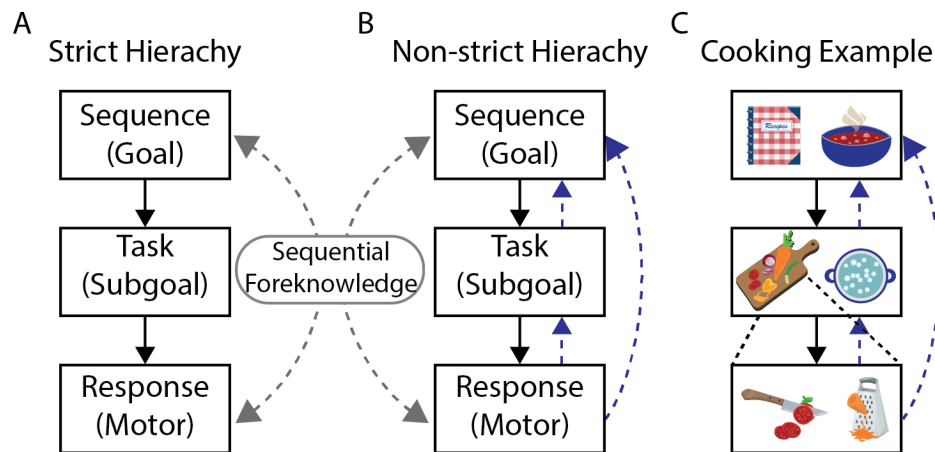 A
Strict Hierachy
Sequence
(Goal)
Task
(Subgoal)
Response
(Motor)
Sequential
Foreknowledge
B
Non-strict Hierarchy
Sequence
(Goal)
Task
(Subgoal)
Response
(Motor)
C
Cooking Example
Recipes